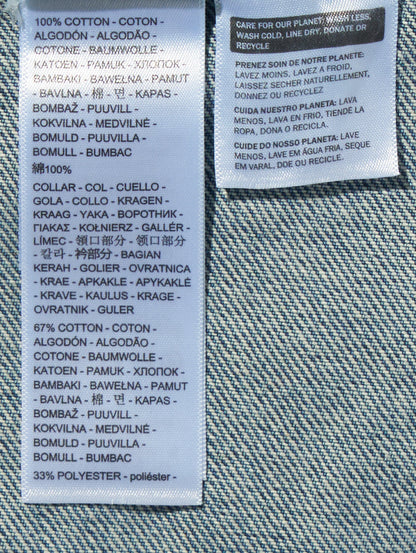 100% COTTON - COTON -
ALGODÓN - ALGODÃO -
COTONE - BAUMWOLLE -
KATOEN - PAMUK - ХЛОПОК -
BAMBAKI - BAWEŁNA - PAMUT
- BAVLNA - 棉 - 면 - KAPAS -
BOMBAŽ - PUUVILL -
KOKVILNA - MEDVILNĖ -
BOMULD - PUUVILLA -
BOMULL - BUMBAC
綿100%
COLLAR - COL - CUELLO -
GOLA - COLLO - KRAGEN -
KRAAG - YAKA - ВОРОТНИК -
ΓΙΑΚΑΣ - KOŁNIERZ - GALLÉR -
LÍMEC - 领口部分 - 領口部分 -
- 칼라 - 衿部分 - BAGIAN
KERAH - GOLIER - OVRATNICA
- KRAE - APKAKLE - APYKAKLĖ
- KRAVE - KAULUS - KRAGE -
OVRATNIK - GULER
67% COTTON - COTON -
ALGODÓN - ALGODÃO -
COTONE - BAUMWOLLE -
KATOEN - PAMUK - ХЛОПОК -
BAMBAKI - BAWEŁNA - PAMUT
- BAVLNA - 棉 - 면 - KAPAS -
BOMBAŽ - PUUVILL -
KOKVILNA - MEDVILNĖ -
BOMULD - PUUVILLA -
BOMULL - BUMBAC
33% POLYESTER - poliéster -
CARE FOR OUR PLANET: WASH LESS,
WASH COLD, LINE DRY, DONATE OR
RECYCLE
PRENEZ SOIN DE NOTRE PLANETE:
LAVEZ MOINS, LAVEZ A FROID,
LAISSEZ SECHER NATURELLEMENT,
DONNEZ OU RECYCLEZ
CUIDA NUESTRO PLANETA: LAVA
MENOS, LAVA EN FRIO, TIENDE LA
ROPA, DONA O RECICLA.
CUIDE DO NOSSO PLANETA: LAVE
MENOS, LAVE EM ÁGUA FRIA, SEQUE
EM VARAL, DOE OU RECICLE.